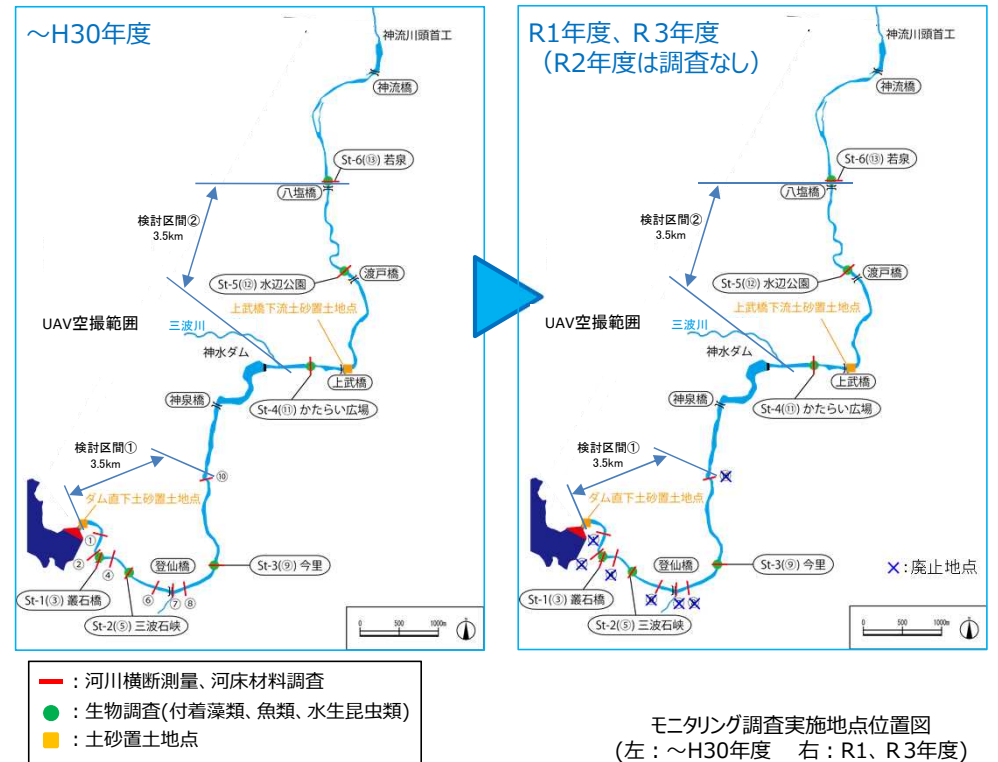 ～H30年度
神流川頭首工
神流橋
St-6(⑬) 若泉
八塩橋
検討区間②
3.5km
渡戸橋
St-5(⑫) 水辺公園
上武橋下流土砂置土地点
UAV空撮範囲
三波川
神水ダム
上武橋
神泉橋
St-4(⑪) かたらい広場
検討区間①
3.5km
⑩
ダム直下土砂置土地点
①
②
④
登仙橋
St-3(⑨) 今里
⑥
⑦
⑧
St-1(③) 叢石橋
St-2(⑤) 三波石峡
0 500 1000m
R1年度、R３年度
（R2年度は調査なし）
神流川頭首工
神流橋
St-6(⑬) 若泉
八塩橋
検討区間②
3.5km
渡戸橋
St-5(⑫) 水辺公園
上武橋下流土砂置土地点
UAV空撮範囲
三波川
神水ダム
上武橋
神泉橋
St-4(⑪) かたらい広場
検討区間①
3.5km
ダム直下土砂置土地点
登仙橋
St-3(⑨) 今里
：廃止地点
St-1(③) 叢石橋
St-2(⑤) 三波石峡
0 500 1000m
：河川横断測量、河床材料調査
：生物調査(付着藻類、魚類、水生昆虫類)
：土砂置土地点
モニタリング調査実施地点位置図
(左：～H30年度　右：R1、R３年度)